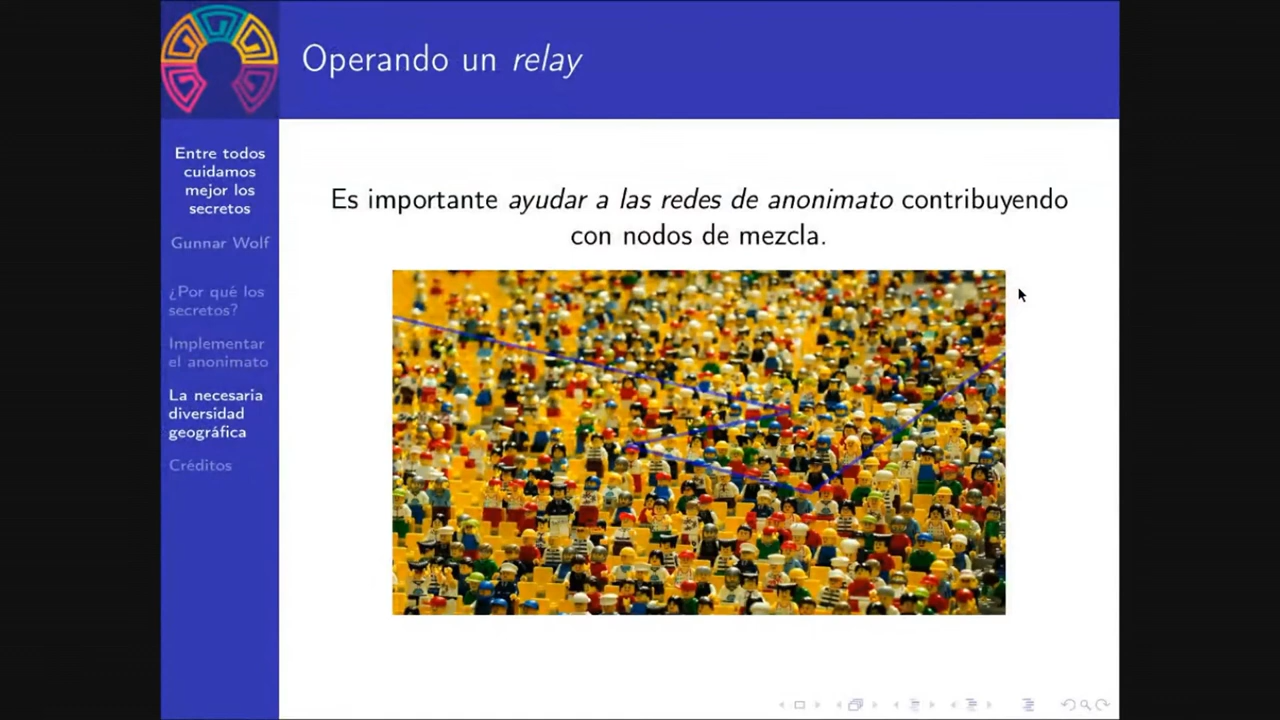 Operando un relay
Entre todos
cuidamos
mejor los
secretos
Gunnar Wolf
¿Por qué los
secretos?
Implementar
el anonimato
La necesaria
diversidad
geográfica
Créditos
Es importante ayudar a las redes de anonimato contribuyendo
con nodos de mezcla.